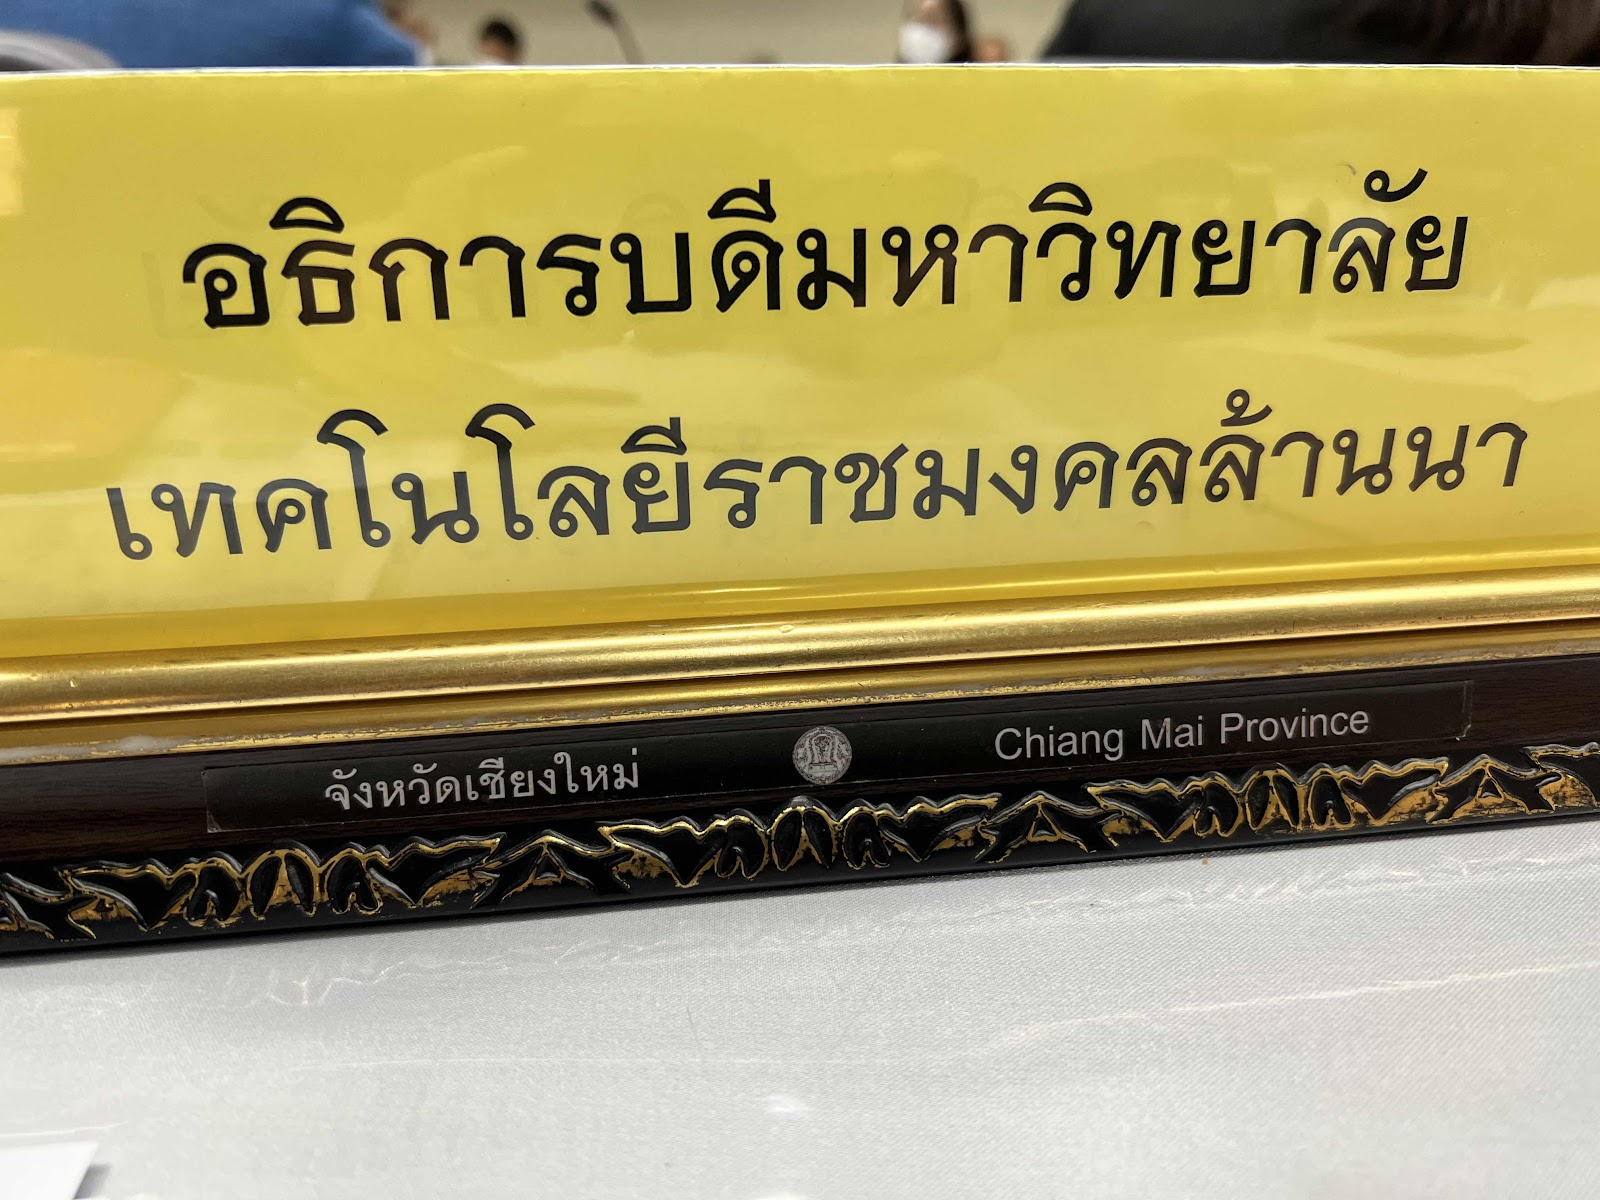 อธิการบดีมหาวิทยาลัย
เทคโนโลยีราชมงคลล้านนา
จังหวัดเชียงใหม่ Chiang Mai Province